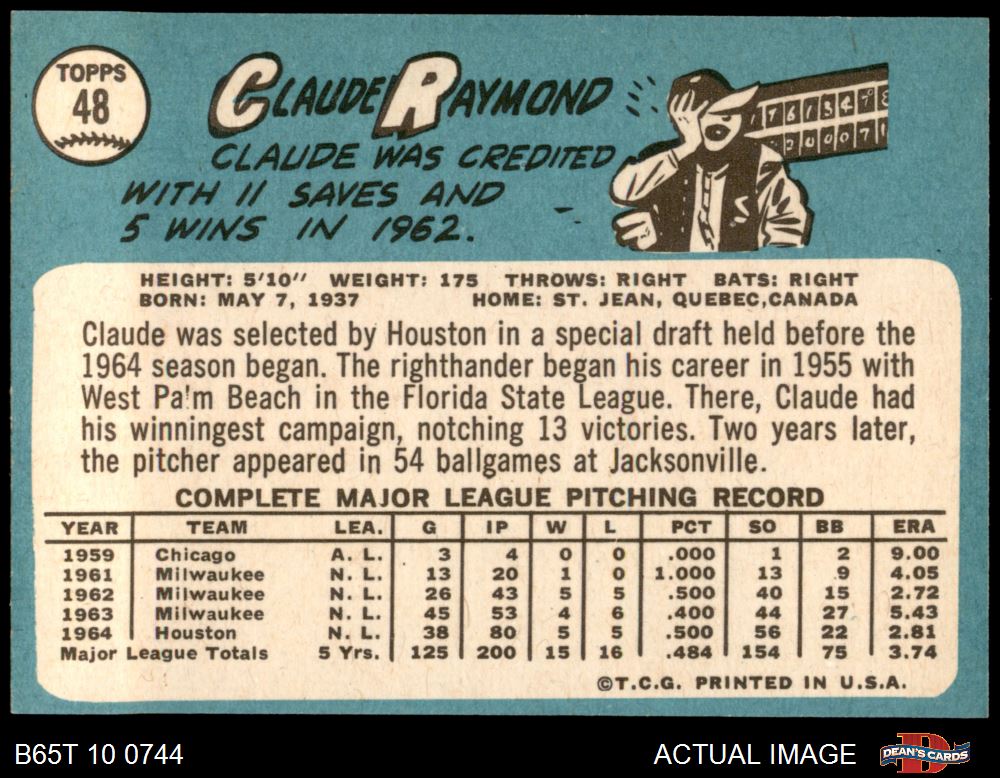 TOPPS
48
CLAUDE RAYMOND
CLAUDE WAS CREDITED
WITH 11 SAVES AND
5 WINS IN 1962.
HEIGHT: 5'10" WEIGHT: 175 THROWS: RIGHT BATS: RIGHT
BORN: MAY 7, 1937 HOME: ST. JEAN, QUEBEC, CANADA
Claude was selected by Houston in a special draft held before the
1964 season began. The righthander began his career in 1955 with
West Pa'm Beach in the Florida State League. There, Claude had
his winningest campaign, notching 13 victories. Two years later,
the pitcher appeared in 54 ballgames at Jacksonville.
COMPLETE MAJOR LEAGUE PITCHING RECORD
YEAR TEAM LEA. G IP W L PCT SO BB ERA
1959 Chicago A. L. 3 4 0 0 .000 1 2 9.00
1961 Milwaukee N. L. 13 20 1 0 1.000 13 9 4.05
1962 Milwaukee N. L. 26 43 5 5 .500 40 15 2.72
1963 Milwaukee N. L. 45 53 4 6 .400 44 27 5.43
1964 Houston N. L. 38 80 5 5 .500 56 22 2.81
Major League Totals 5 Yrs. 125 200 15 16 .484 154 75 3.74
©T.C.G. PRINTED IN U.S.A.
B65T 10 0744 ACTUAL IMAGE DEAN'S CARDS